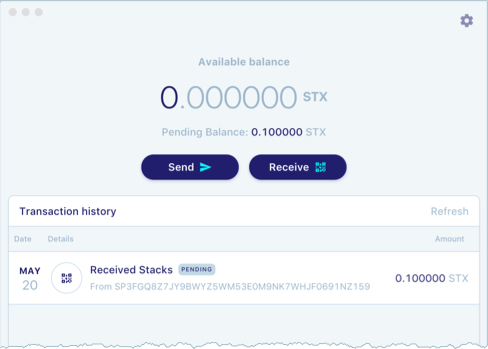 Available balance
0.000000 STX
Pending Balance: 0.100000 STX
Send
Receive
Transaction history
Refresh
Date Details Amount
MAY
20
Received Stacks PENDING
From SP3FGQ8Z7JY9BWYZ5WM53E0M9NK7WHJF0691NZ159
0.100000 STX